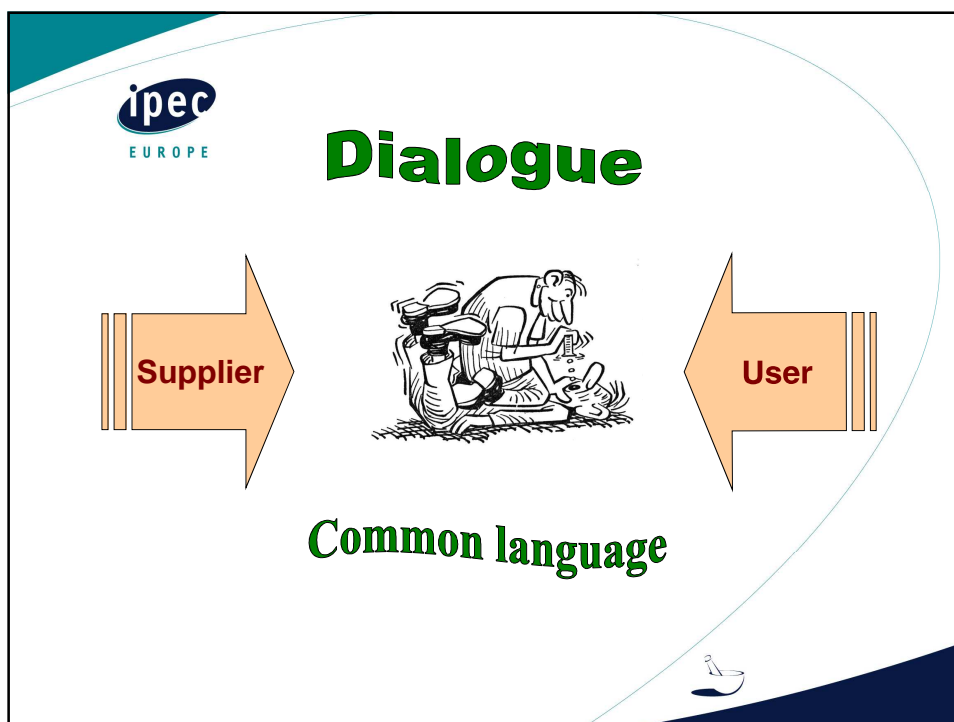 ipec
EUROPE
Dialogue
Supplier
User
Common language